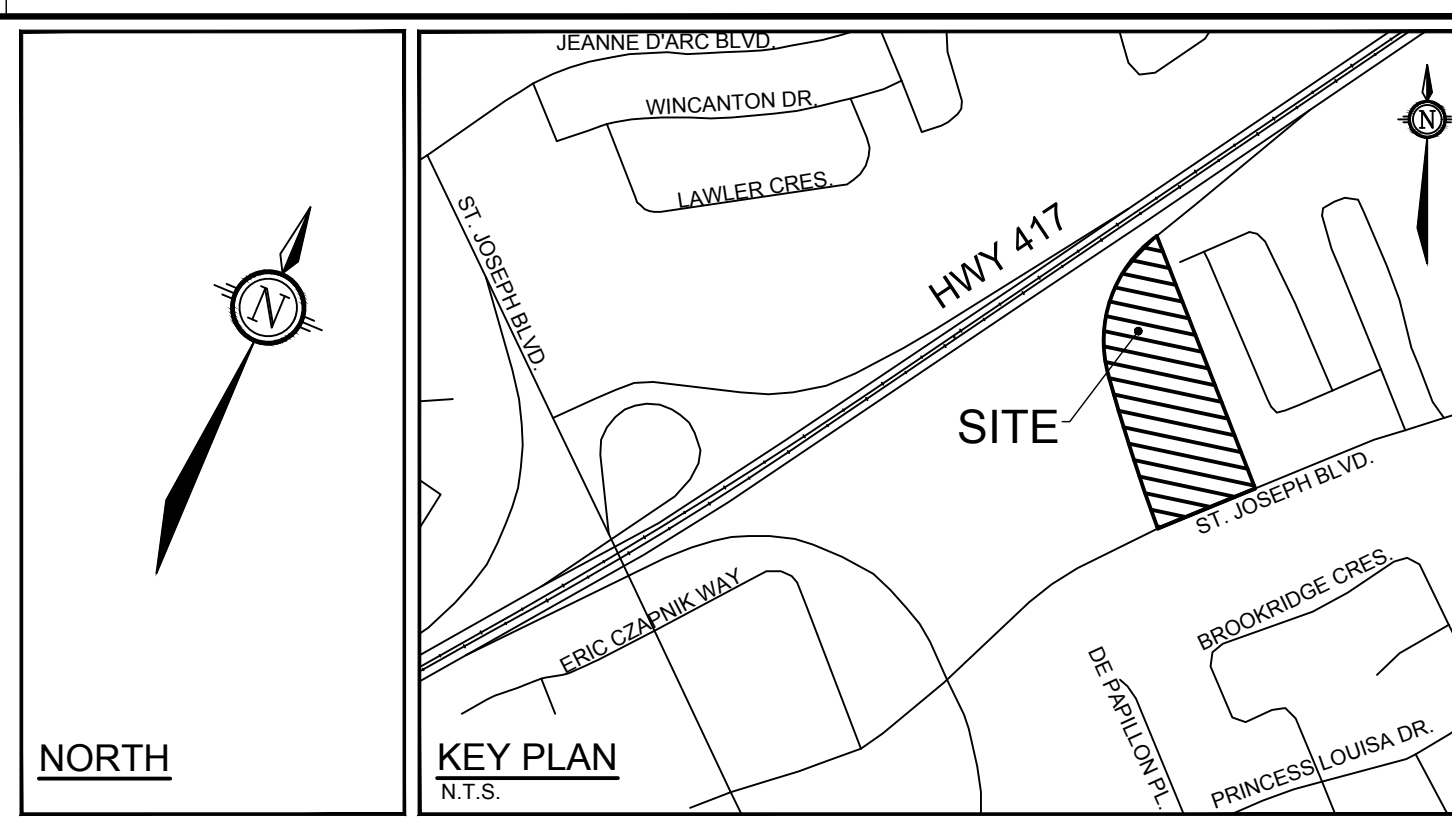 N
NORTH
JEANNE D'ARC BLVD.
WINCANTON DR.
N
LAWLER CRES.
ST. JOSEPH BLVD.
HWY 417
SITE
ST. JOSEPH BLVD.
ERIC CZAPNIK WAY
BROOKRIDGE CRES.
DE PAPILLON PL.
PRINCESS LOUISA DR.
KEY PLAN
N.T.S.